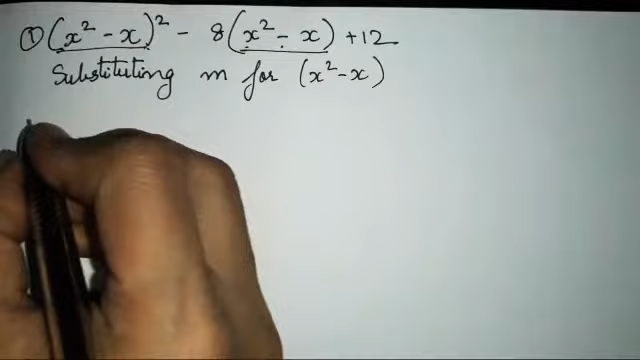 ① (x² - x)² - 8(x² - x) + 12
Substituting m for (x² - x)